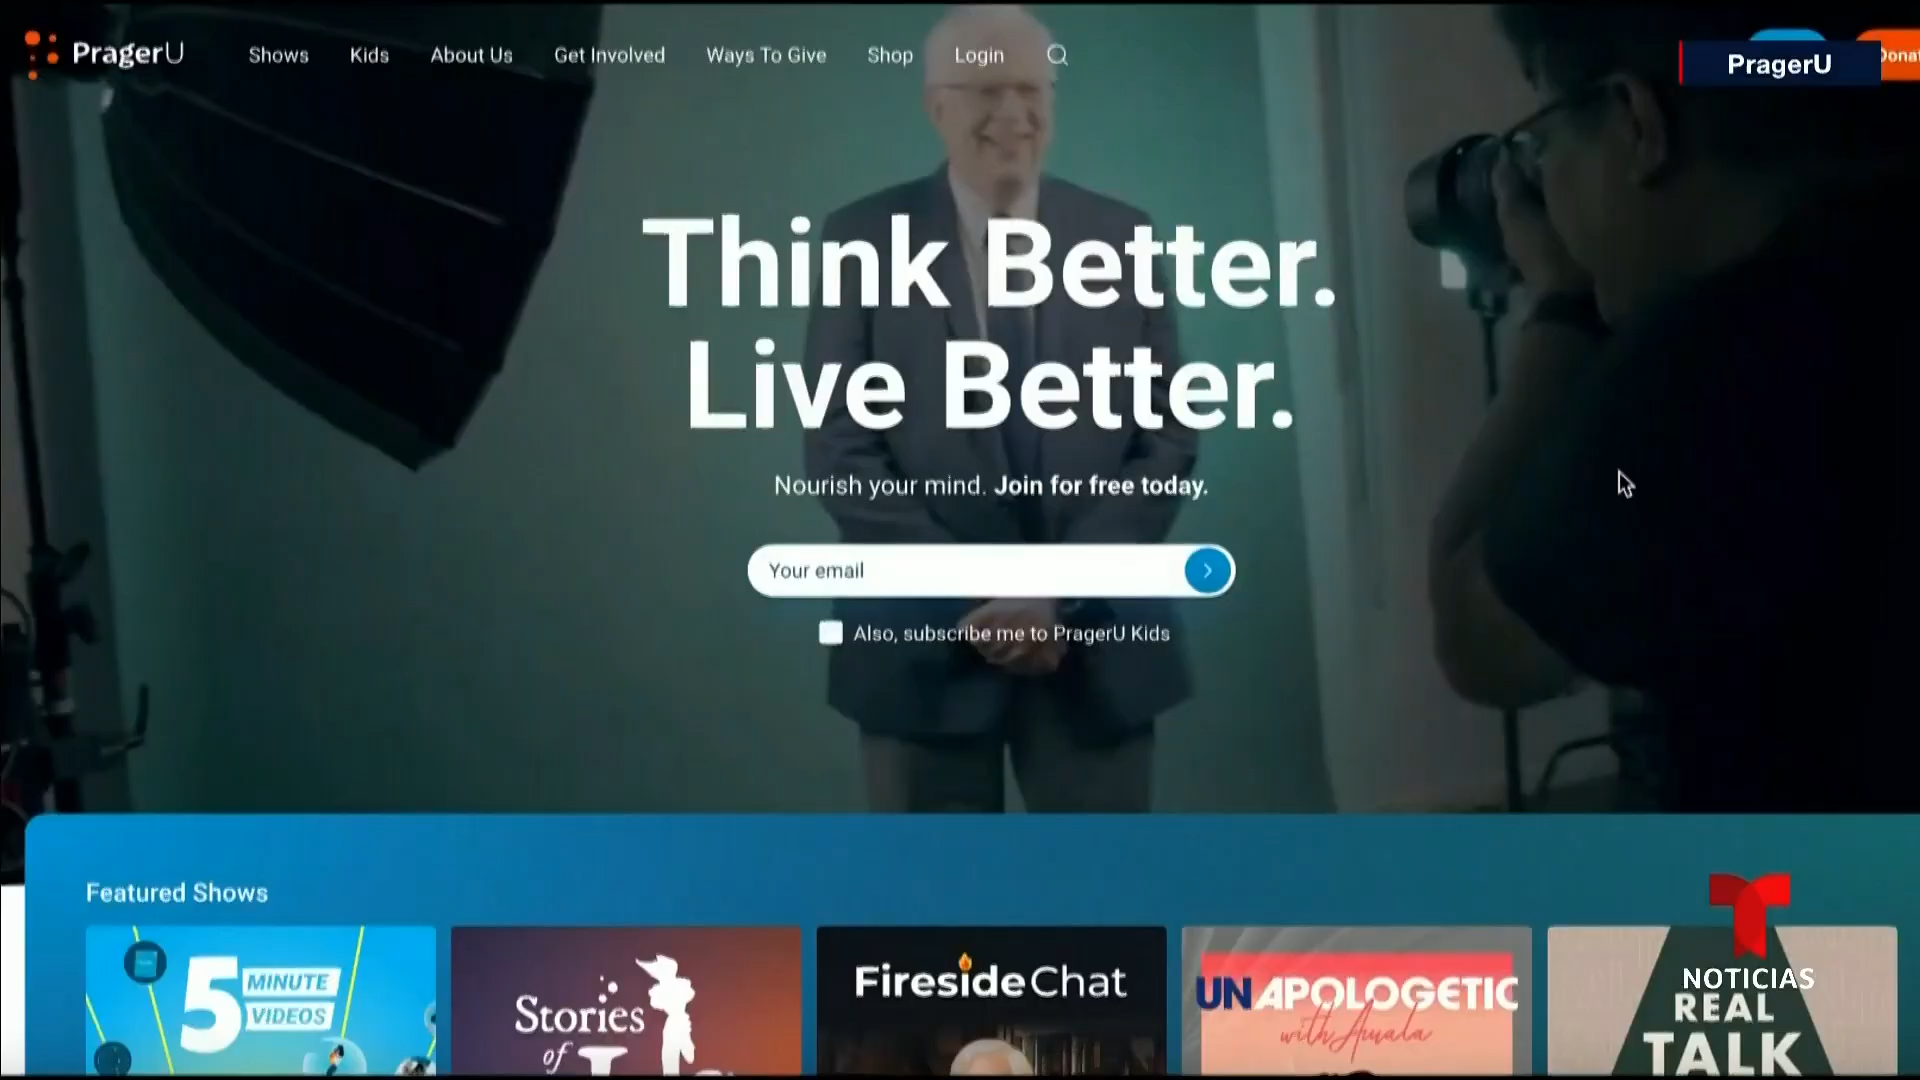 PragerU
Shows
Kids
About Us
Get Involved
Ways To Give
Shop
Login
PragerU
Think Better.
Live Better.
Nourish your mind. Join for free today.
Your email
Also, subscribe me to PragerU Kids
Featured Shows
5 MINUTE
VIDEOS
Stories
of
Fireside Chat
UNAPOLOGETIC
with Amala
NOTICIAS
REAL
TALK